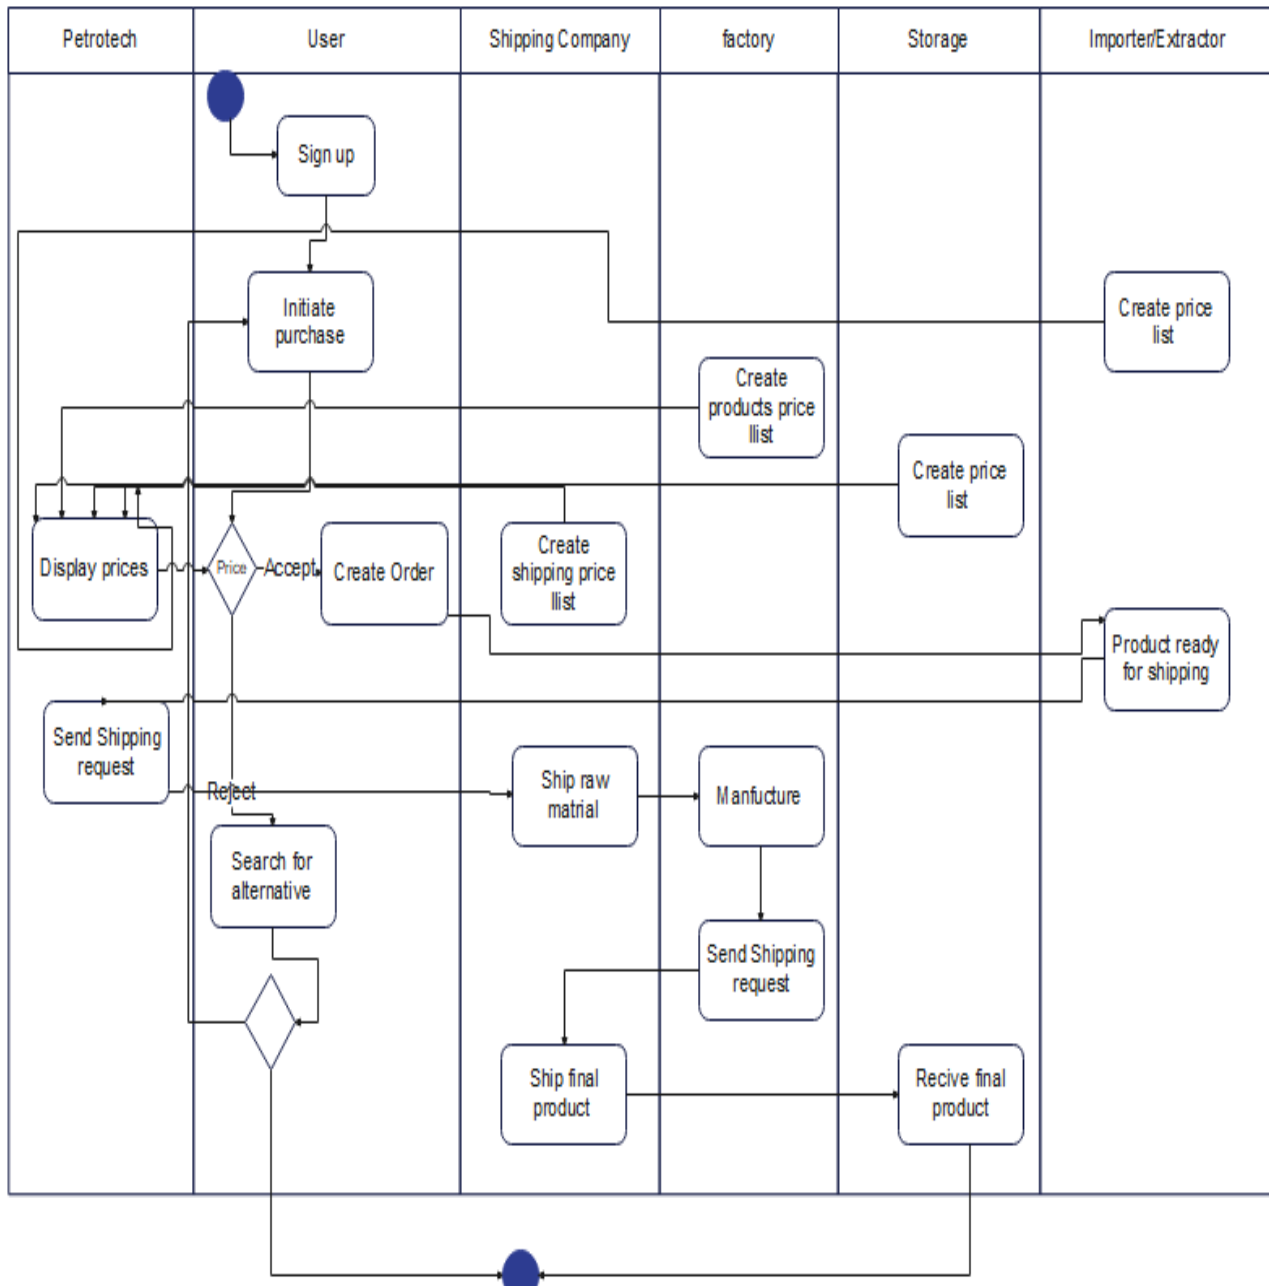 Petrotech
User
Shipping Company
factory
Storage
Importer/Extractor
Sign up
Initiate
purchase
Create price
list
Create
products price
llist
Create price
list
Display prices
Price
Accept
Create Order
Create
shipping price
llist
Product ready
for shipping
Send Shipping
request
Reject
Ship raw
matrial
Manfucture
Search for
alternative
Send Shipping
request
Ship final
product
Recive final
product